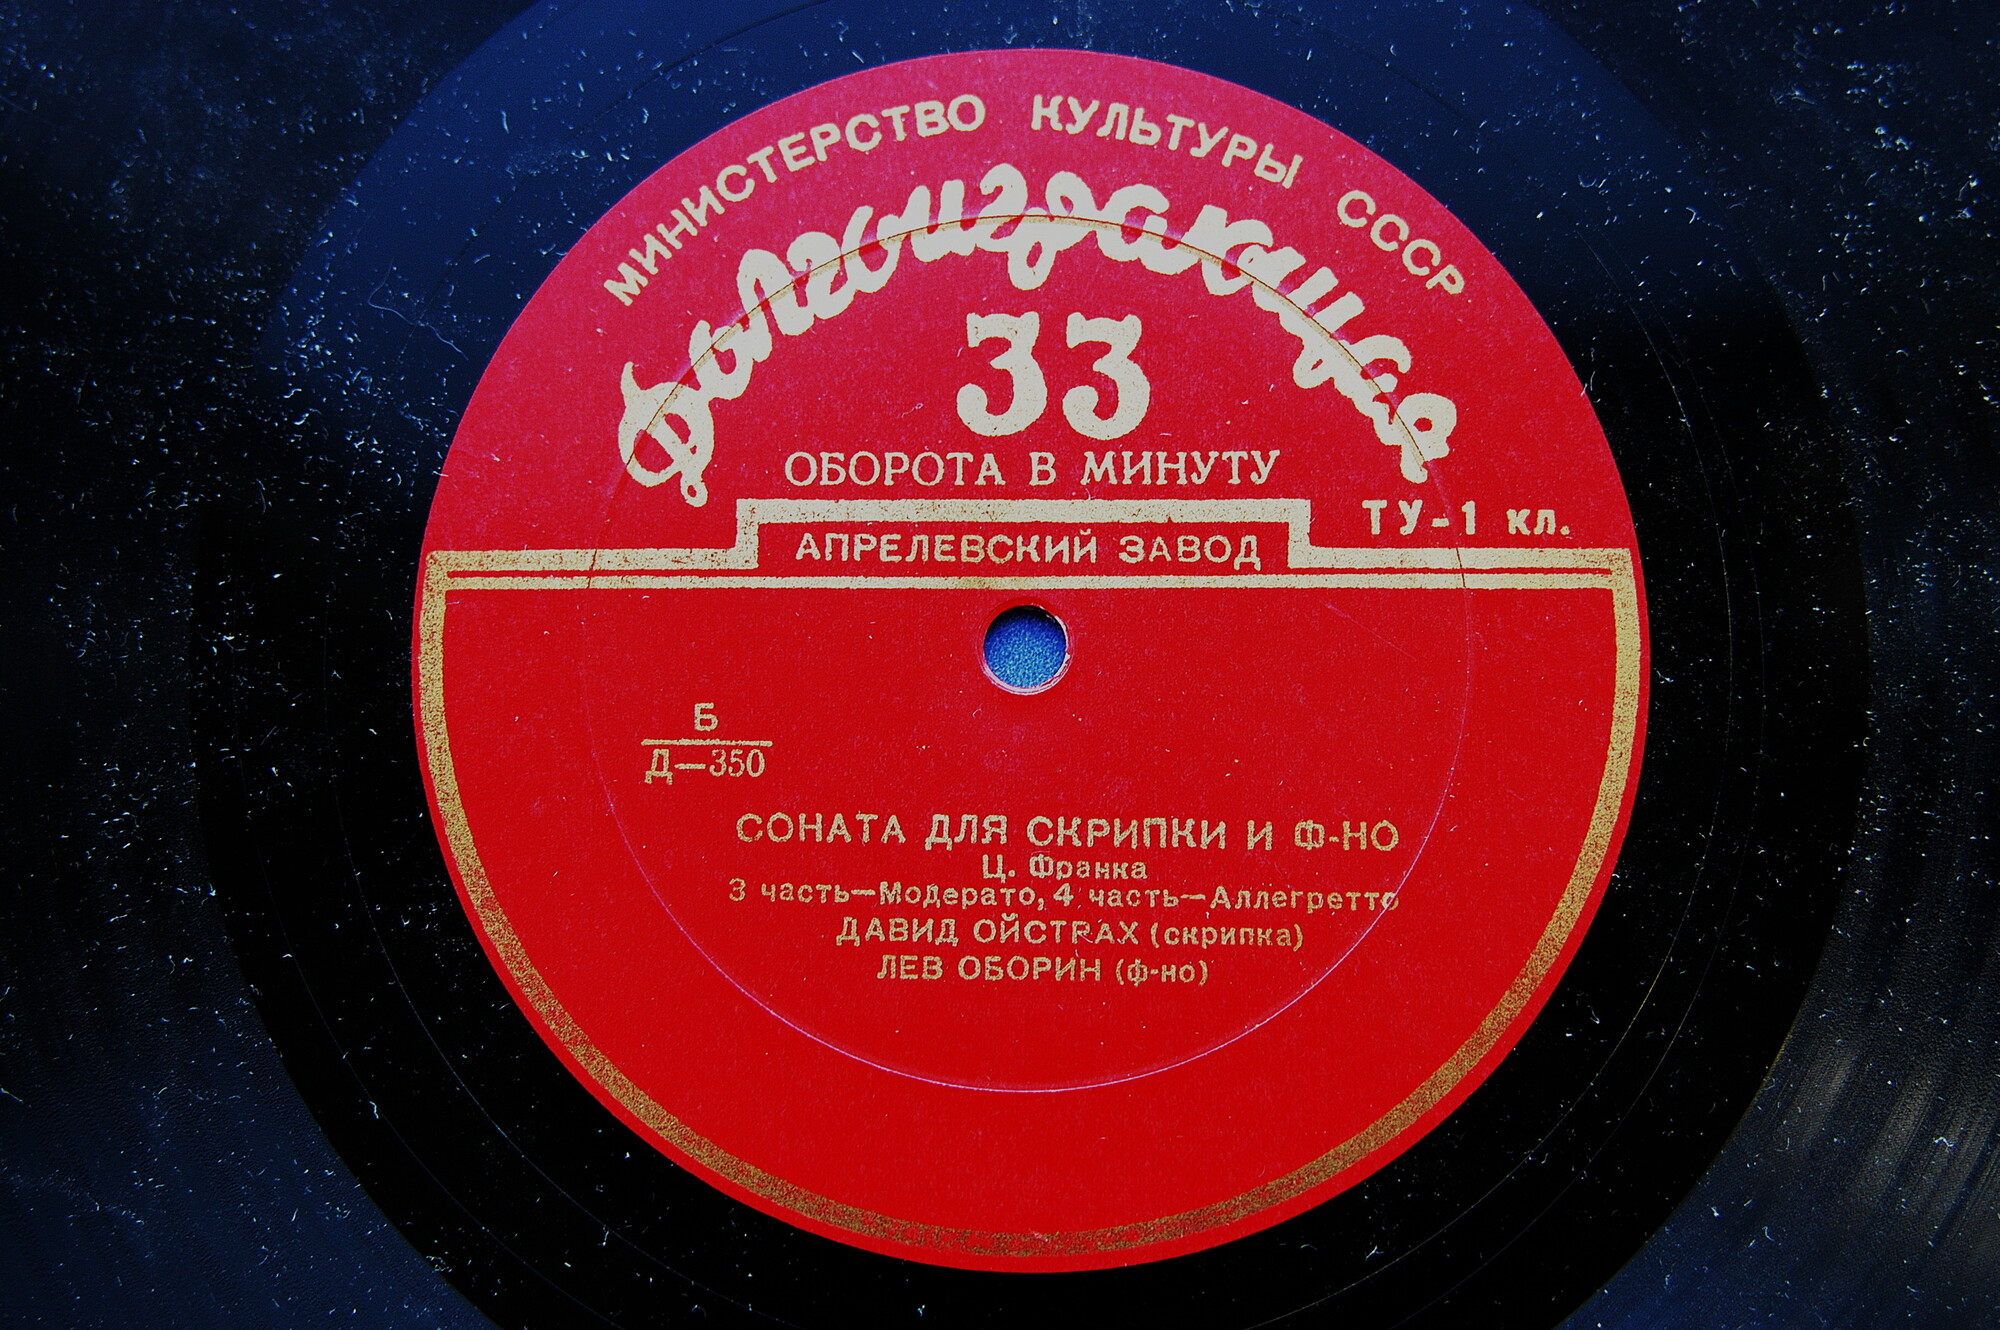 МИНИСТЕРСТВО КУЛЬТУРЫ СССР
Долгоиграющая
33
ОБОРОТА В МИНУТУ
ТУ-1 кл.
АПРЕЛЕВСКИЙ ЗАВОД
Б
Д—350
СОНАТА ДЛЯ СКРИПКИ И Ф-НО
Ц. Франка
3 часть—Модерато, 4 часть—Аллегретто
ДАВИД ОЙСТРАХ (скрипка)
ЛЕВ ОБОРИН (ф-но)